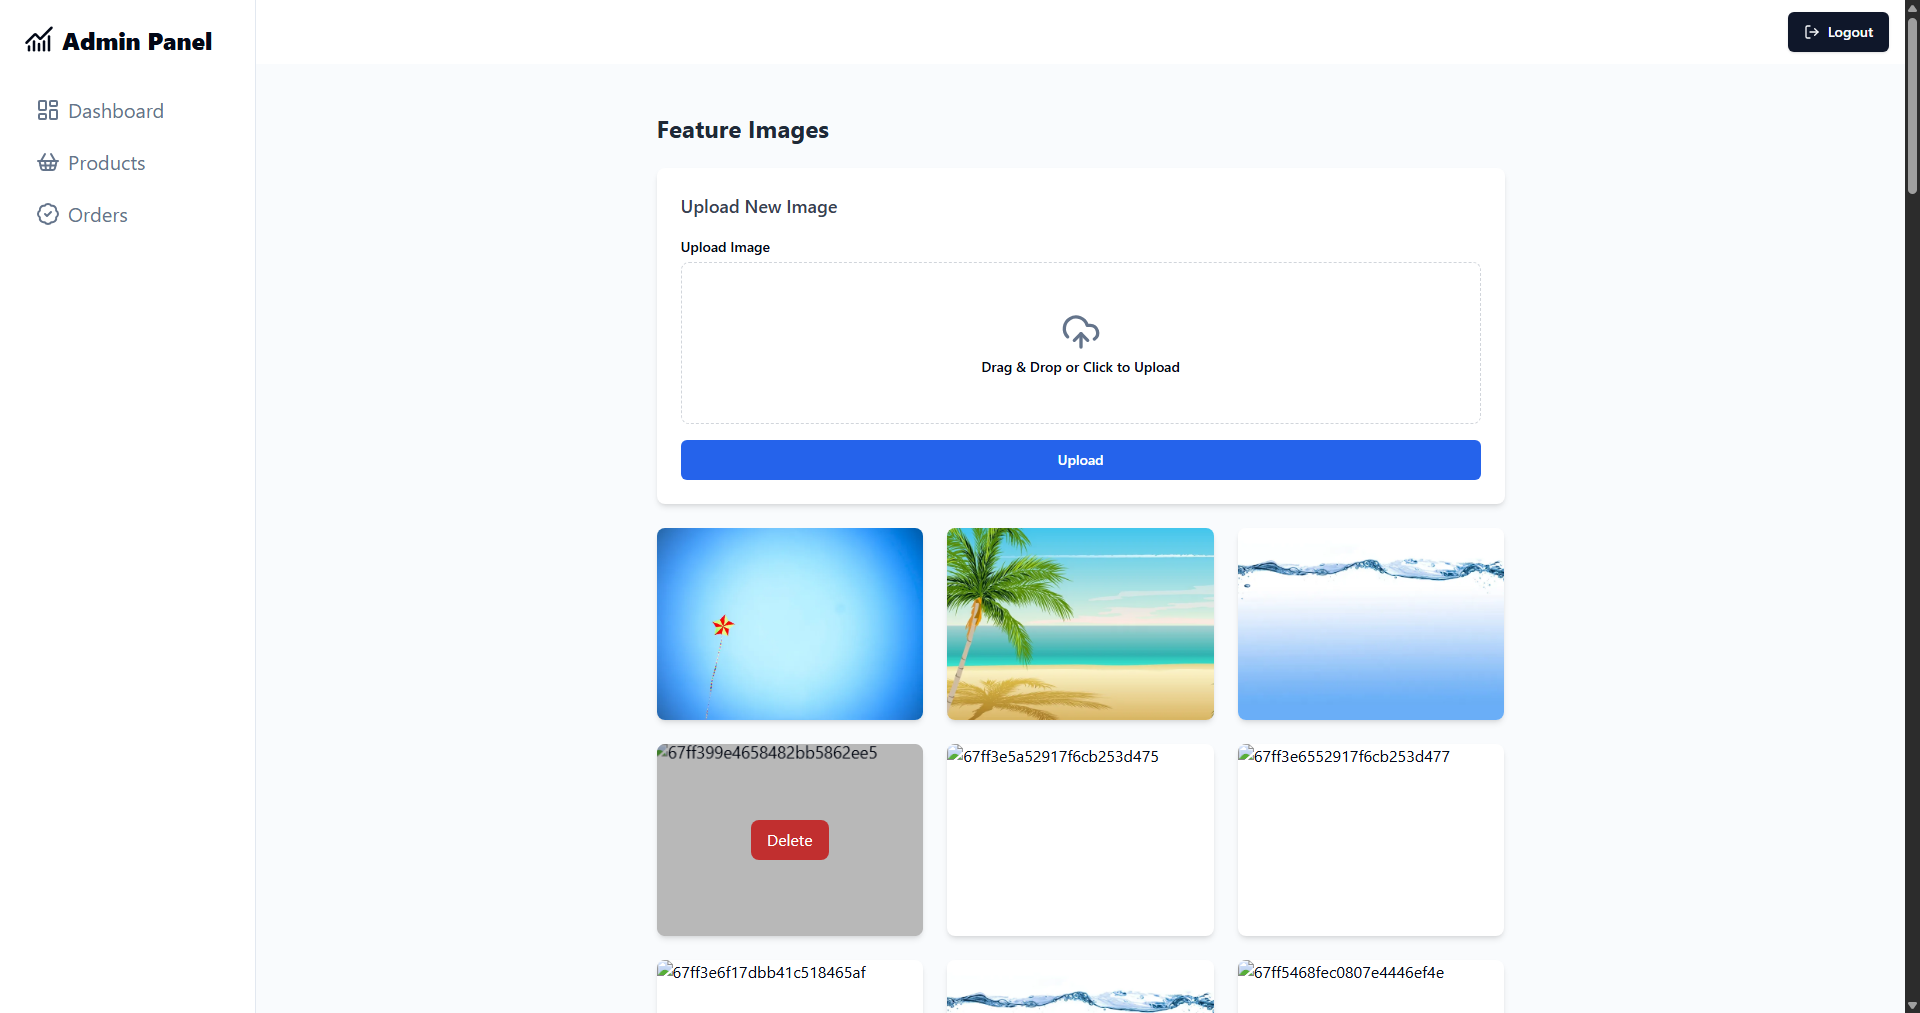 Admin Panel
Logout
Dashboard
Products
Orders
Feature Images
Upload New Image
Upload Image
Drag & Drop or Click to Upload
Upload
67ff399e4658482bb5862ee5
67ff3e5a52917f6cb253d475
67ff3e6552917f6cb253d477
Delete
67ff3e6f17dbb41c518465af
67ff5468fec0807e4446ef4e